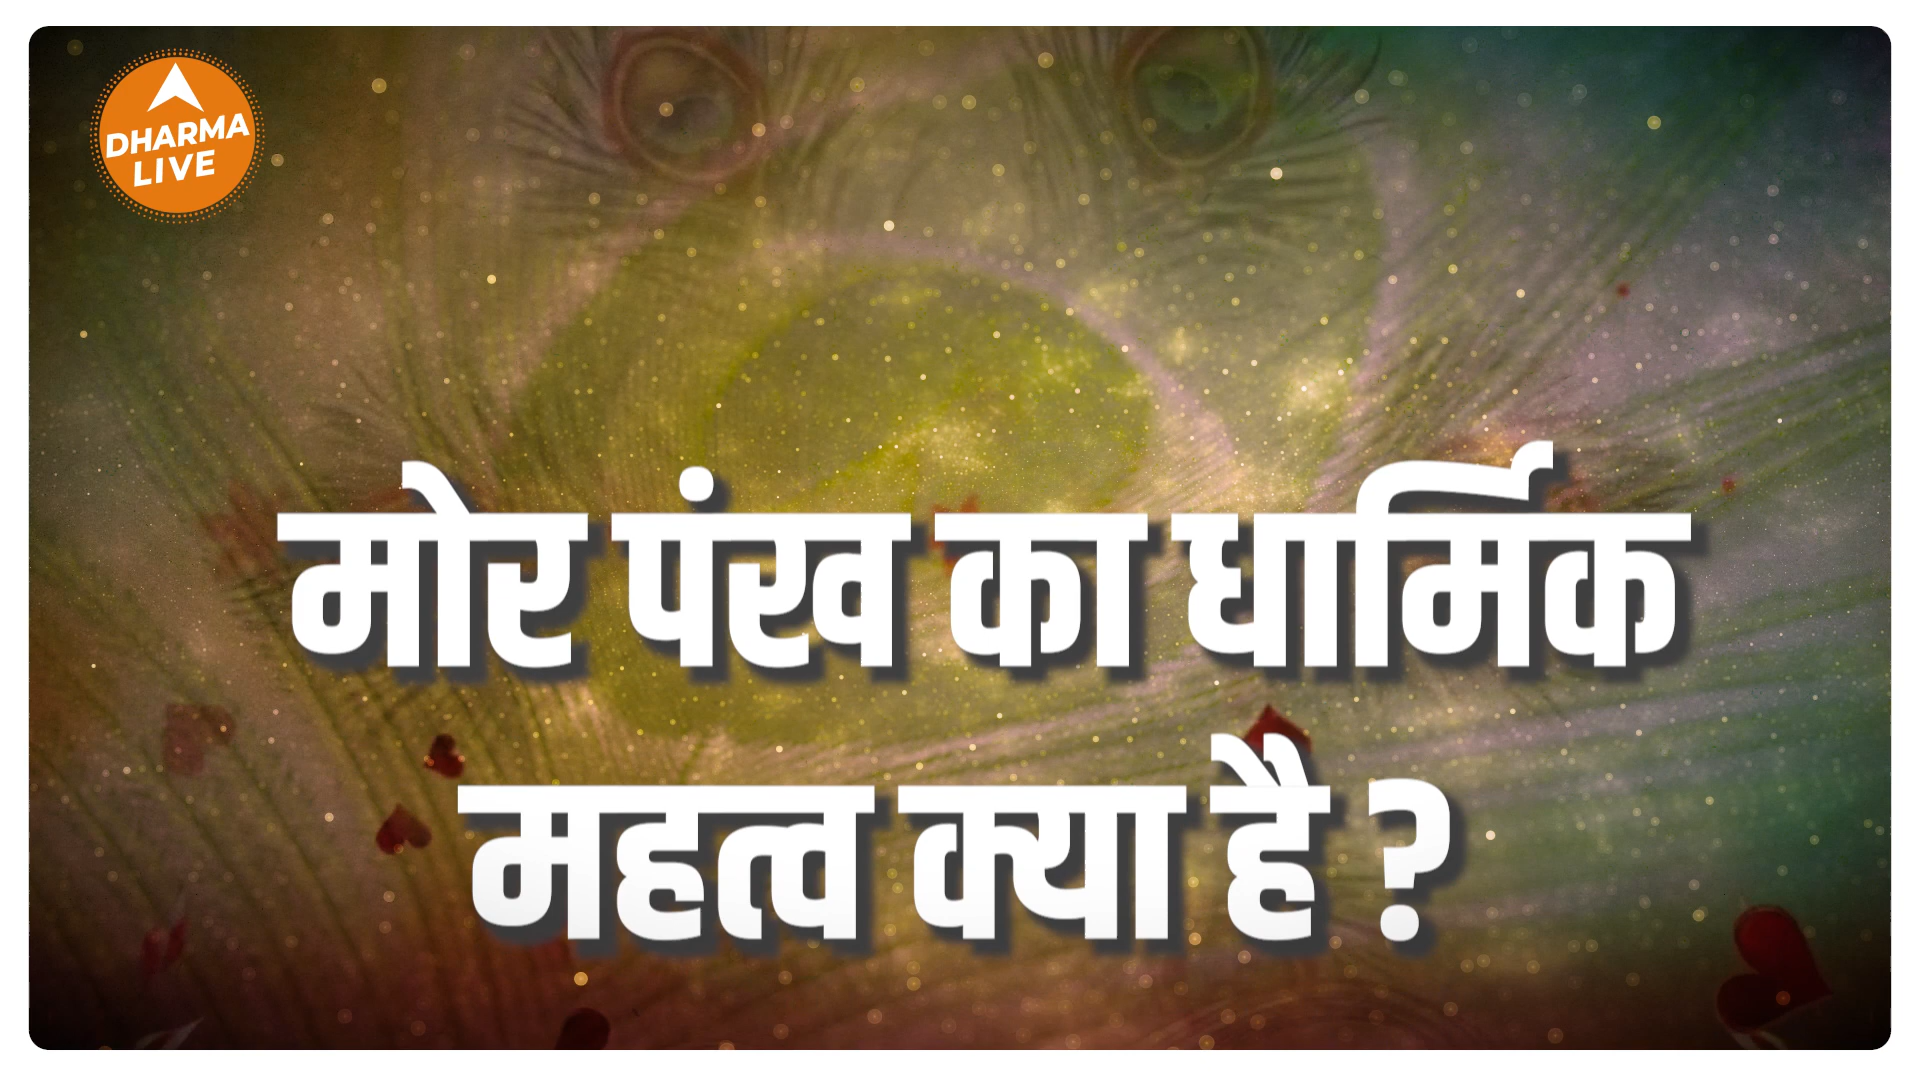 DHARMA
LIVE
मोर पंख का धार्मिक
महत्व क्या है ?